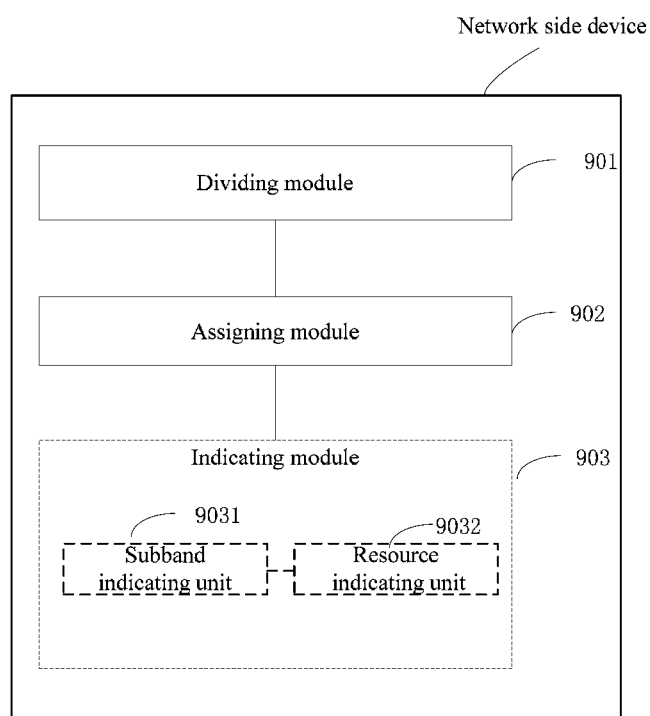 Network side device
Dividing module
901
Assigning module
902
Indicating module
903
9031
9032
Subband
indicating unit
Resource
indicating unit